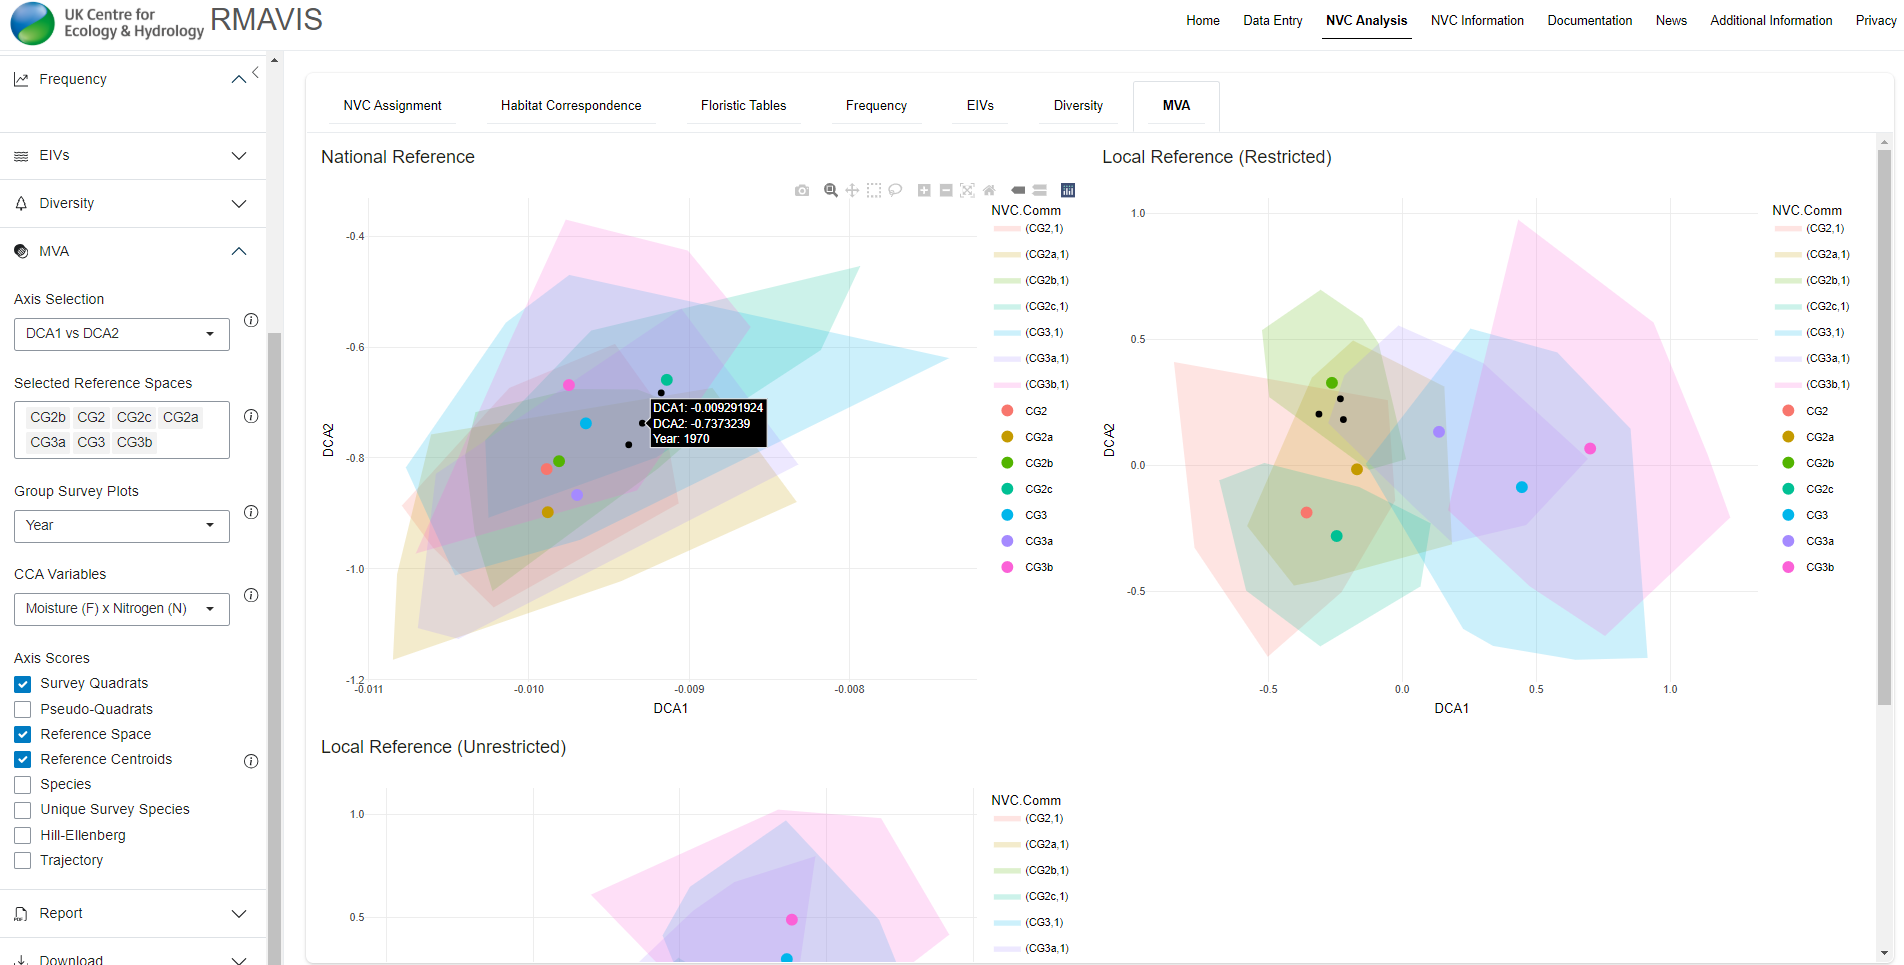 UK Centre for
Ecology & Hydrology
RMAVIS
Home
Data Entry
NVC Analysis
NVC Information
Documentation
News
Additional Information
Privacy
Frequency
EIVs
Diversity
MVA
Axis Selection
DCA1 vs DCA2
Selected Reference Spaces
CG2b CG2 CG2c CG2a
CG3a CG3 CG3b
Group Survey Plots
Year
CCA Variables
Moisture (F) x Nitrogen (N)
Axis Scores
Survey Quadrats
Pseudo-Quadrats
Reference Space
Reference Centroids
Species
Unique Survey Species
Hill-Ellenberg
Trajectory
Report
Download
NVC Assignment
Habitat Correspondence
Floristic Tables
Frequency
EIVs
Diversity
MVA
National Reference
-0.4
-0.6
-0.8
-1.0
-1.2
DCA2
-0.011
-0.010
-0.009
-0.008
DCA1
DCA1: -0.009291924
DCA2: -0.7373239
Year: 1970
NVC.Comm
(CG2,1)
(CG2a,1)
(CG2b,1)
(CG2c,1)
(CG3,1)
(CG3a,1)
(CG3b,1)
CG2
CG2a
CG2b
CG2c
CG3
CG3a
CG3b
Local Reference (Restricted)
1.0
0.5
0.0
-0.5
DCA2
-0.5
0.0
0.5
1.0
DCA1
NVC.Comm
(CG2,1)
(CG2a,1)
(CG2b,1)
(CG2c,1)
(CG3,1)
(CG3a,1)
(CG3b,1)
CG2
CG2a
CG2b
CG2c
CG3
CG3a
CG3b
Local Reference (Unrestricted)
1.0
0.5
NVC.Comm
(CG2,1)
(CG2a,1)
(CG2b,1)
(CG2c,1)
(CG3,1)
(CG3a,1)